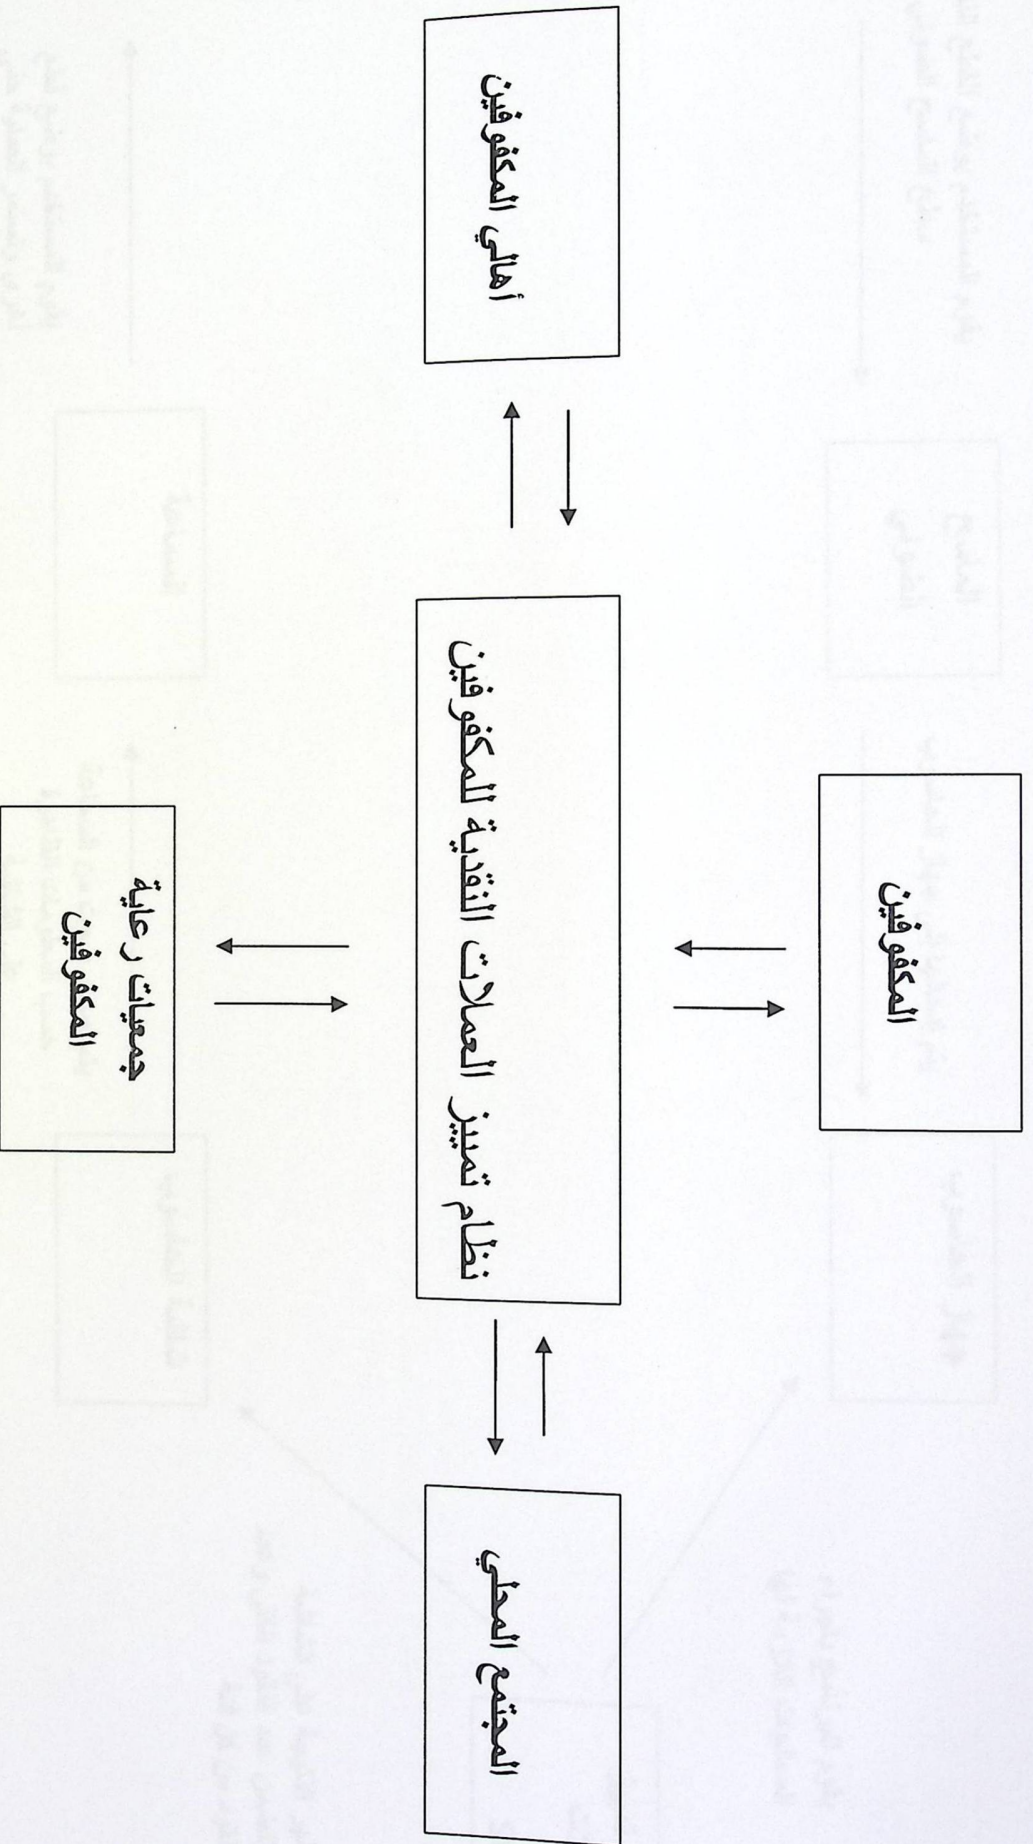 المكفوفين
أهالي المكفوفين
نظام تمييز العملات النقدية للمكفوفين
المجتمع المحلي
جمعيات رعاية
المكفوفين